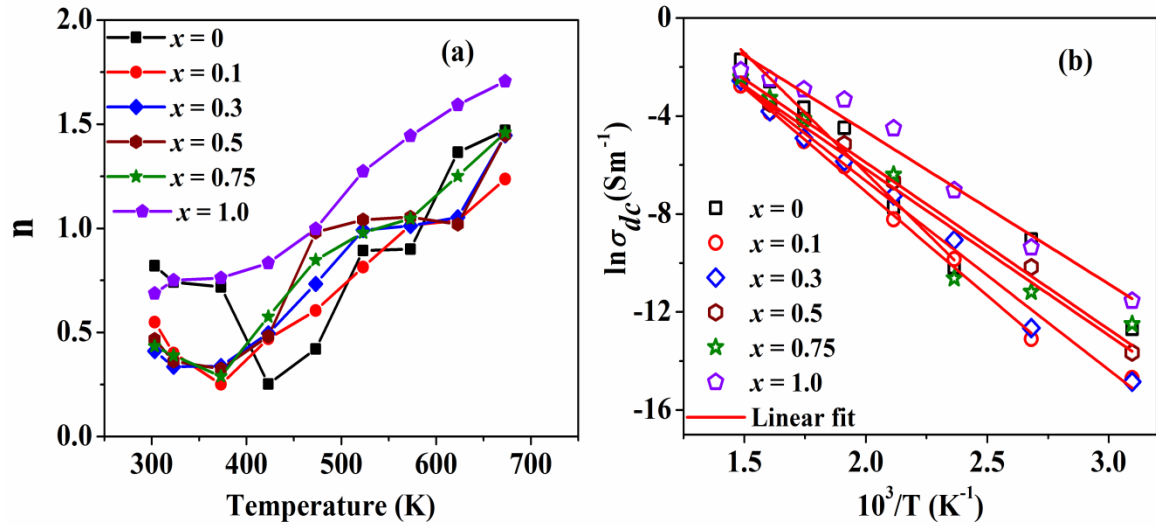 2.0
1.5
1.0
0.5
0.0
n
(a)
x = 0
x = 0.1
x = 0.3
x = 0.5
x = 0.75
x = 1.0
300 400 500 600 700
Temperature (K)
-0
-4
-8
-12
-16
ln σdc(Sm⁻¹)
(b)
x = 0
x = 0.1
x = 0.3
x = 0.5
x = 0.75
x = 1.0
Linear fit
1.5 2.0 2.5 3.0
10³/T (K⁻¹)